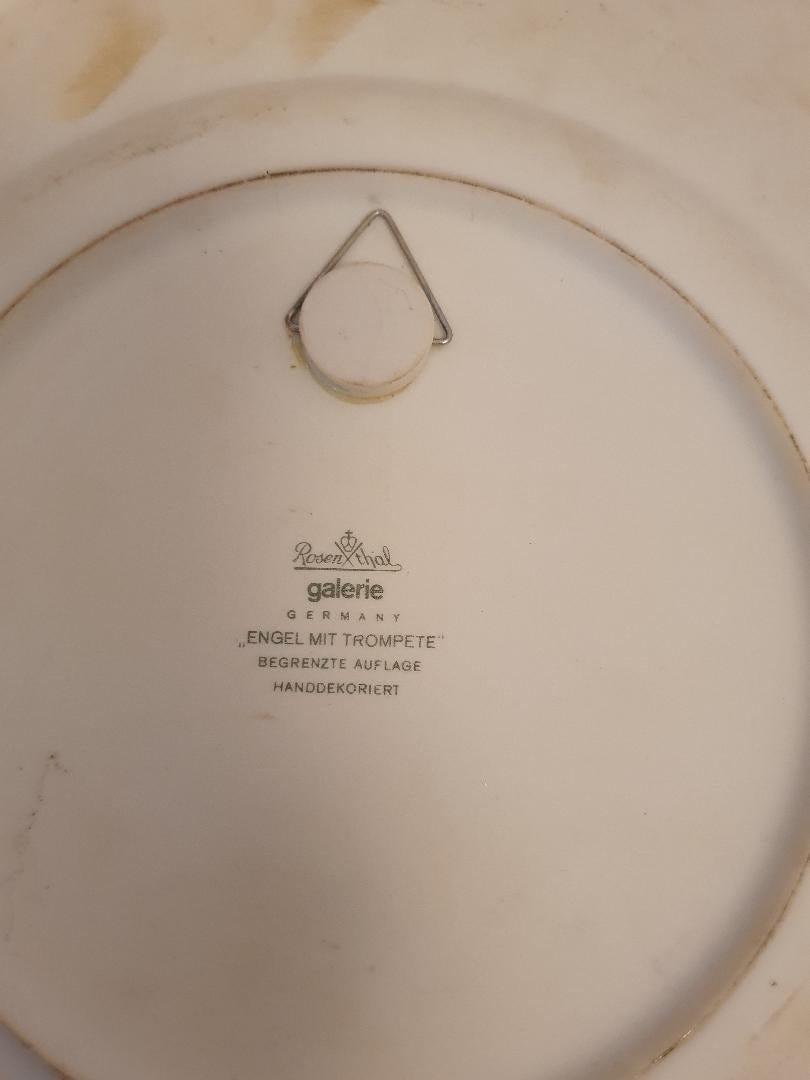 Rosenthal
galerie
GERMANY
„ENGEL MIT TROMPETE"
BEGRENZTE AUFLAGE
HANDDEKORIERT